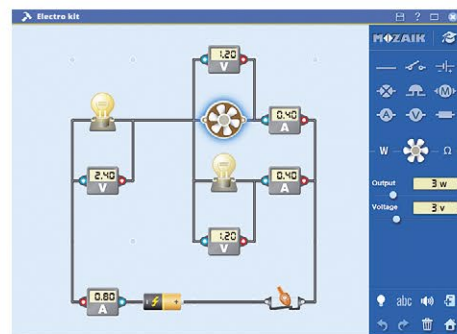 Electro kit
MOZAIK
1.20
V
0.40
A
2.40
V
0.40
A
1.20
V
0.80
A
M
A
V
W
Ω
Output
3 w
Voltage
3 v
abc